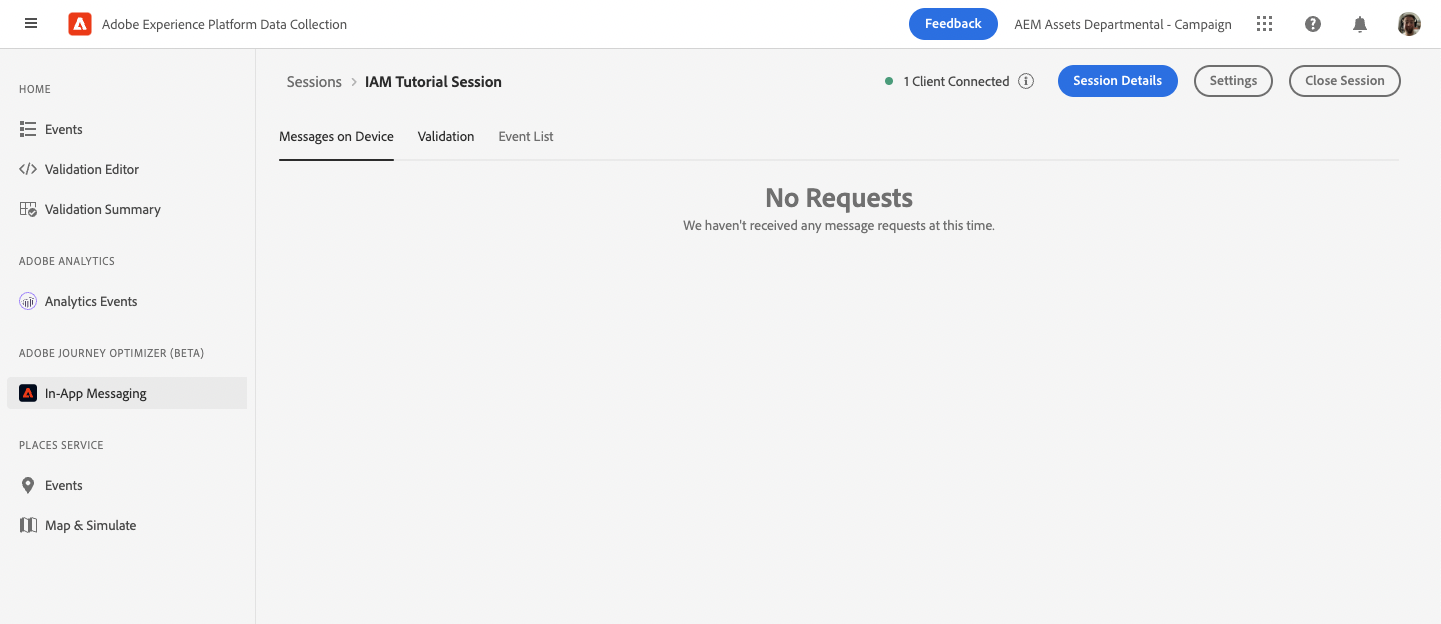 Adobe Experience Platform Data Collection
Feedback
AEM Assets Departmental - Campaign
HOME
Events
Validation Editor
Validation Summary
ADOBE ANALYTICS
Analytics Events
ADOBE JOURNEY OPTIMIZER (BETA)
In-App Messaging
PLACES SERVICE
Events
Map & Simulate
Sessions > IAM Tutorial Session
1 Client Connected
Session Details
Settings
Close Session
Messages on Device
Validation
Event List
No Requests
We haven't received any message requests at this time.